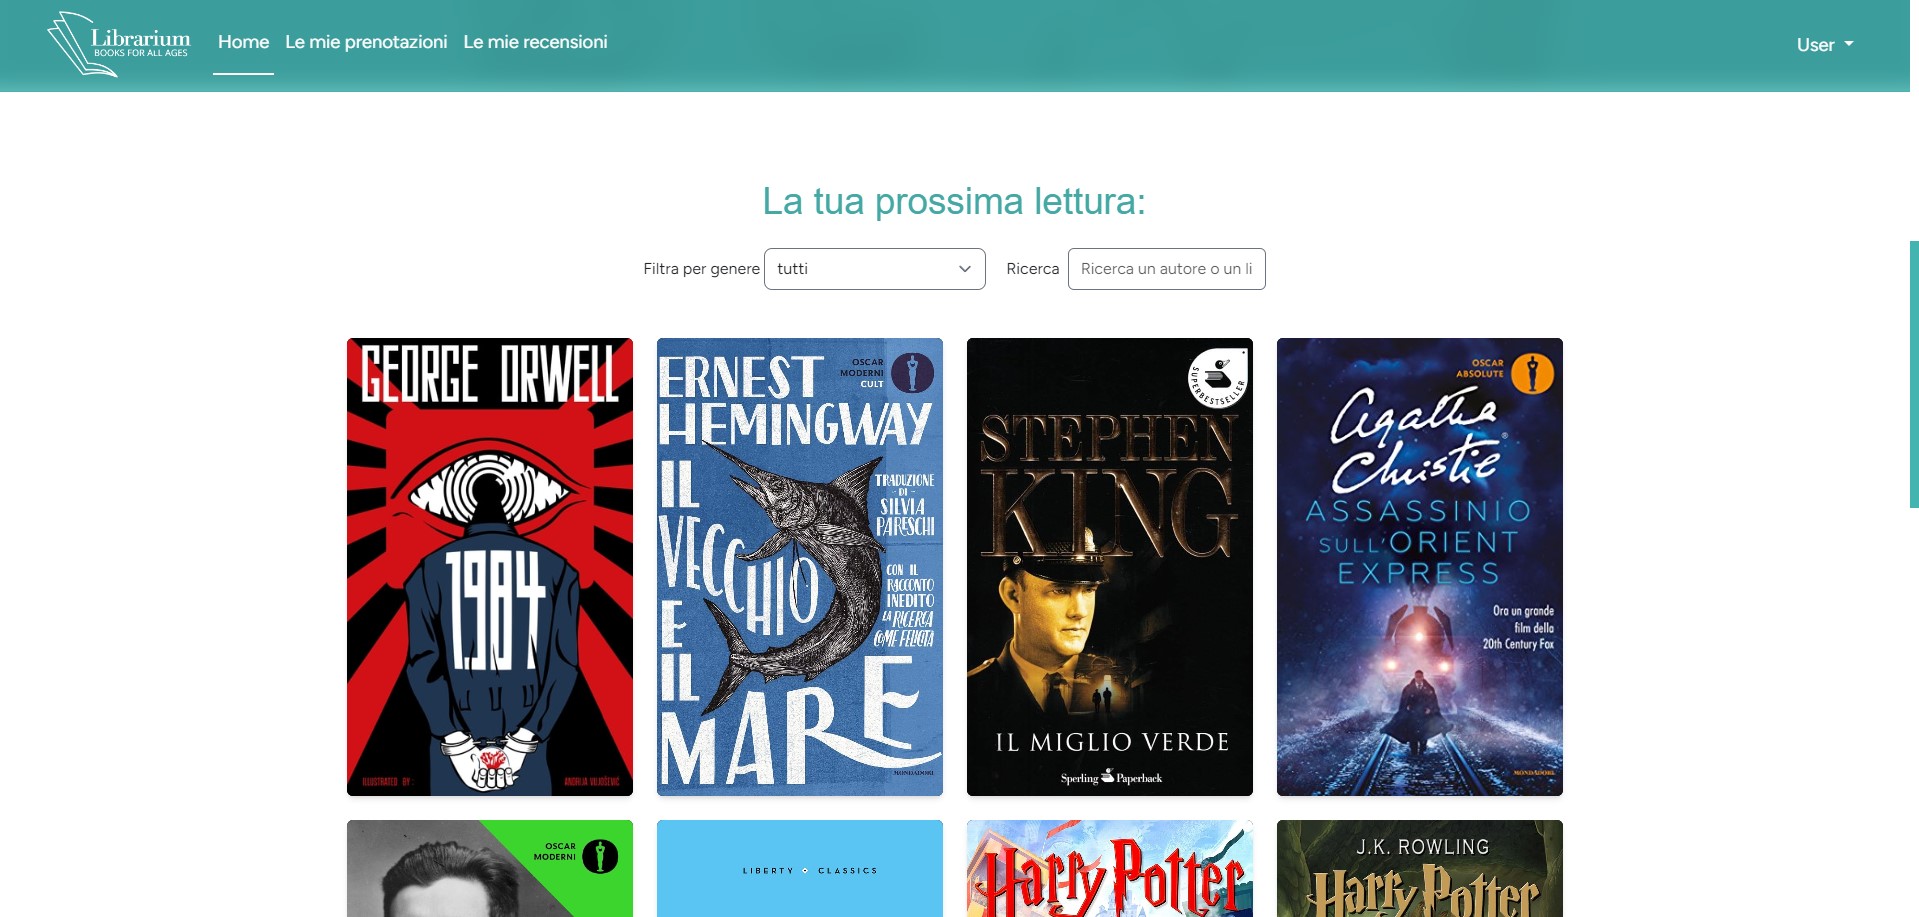 Librarium
BOOKS FOR ALL AGES
Home
Le mie prenotazioni
Le mie recensioni
User
La tua prossima lettura:
Filtra per genere
tutti
Ricerca
Ricerca un autore o un li
GEORGE ORWELL
1984
ILLUSTRATED BY:
ERNEST
HEMINGWAY
OSCAR
MODERNI
CULT
IL
VECCHIO
E
IL
MARE
TRADUZIONE
- DI -
SILVIA
PARESCHI
CON IL
RACCONTO
INEDITO
LA RICERCA
COME FELICITÀ
MONDADORI
SUPERBESTSELLER
STEPHEN
KING
IL MIGLIO VERDE
Sperling & Paperback
OSCAR
ABSOLUTE
Agatha
Christie®
ASSASSINIO
SULL'ORIENT
EXPRESS
Ora un grande
film della
20th Century Fox
MONDADORI
OSCAR
MODERNI
LIBERTY CLASSICS
Harry Potter
J.K. ROWLING
Harry Potter